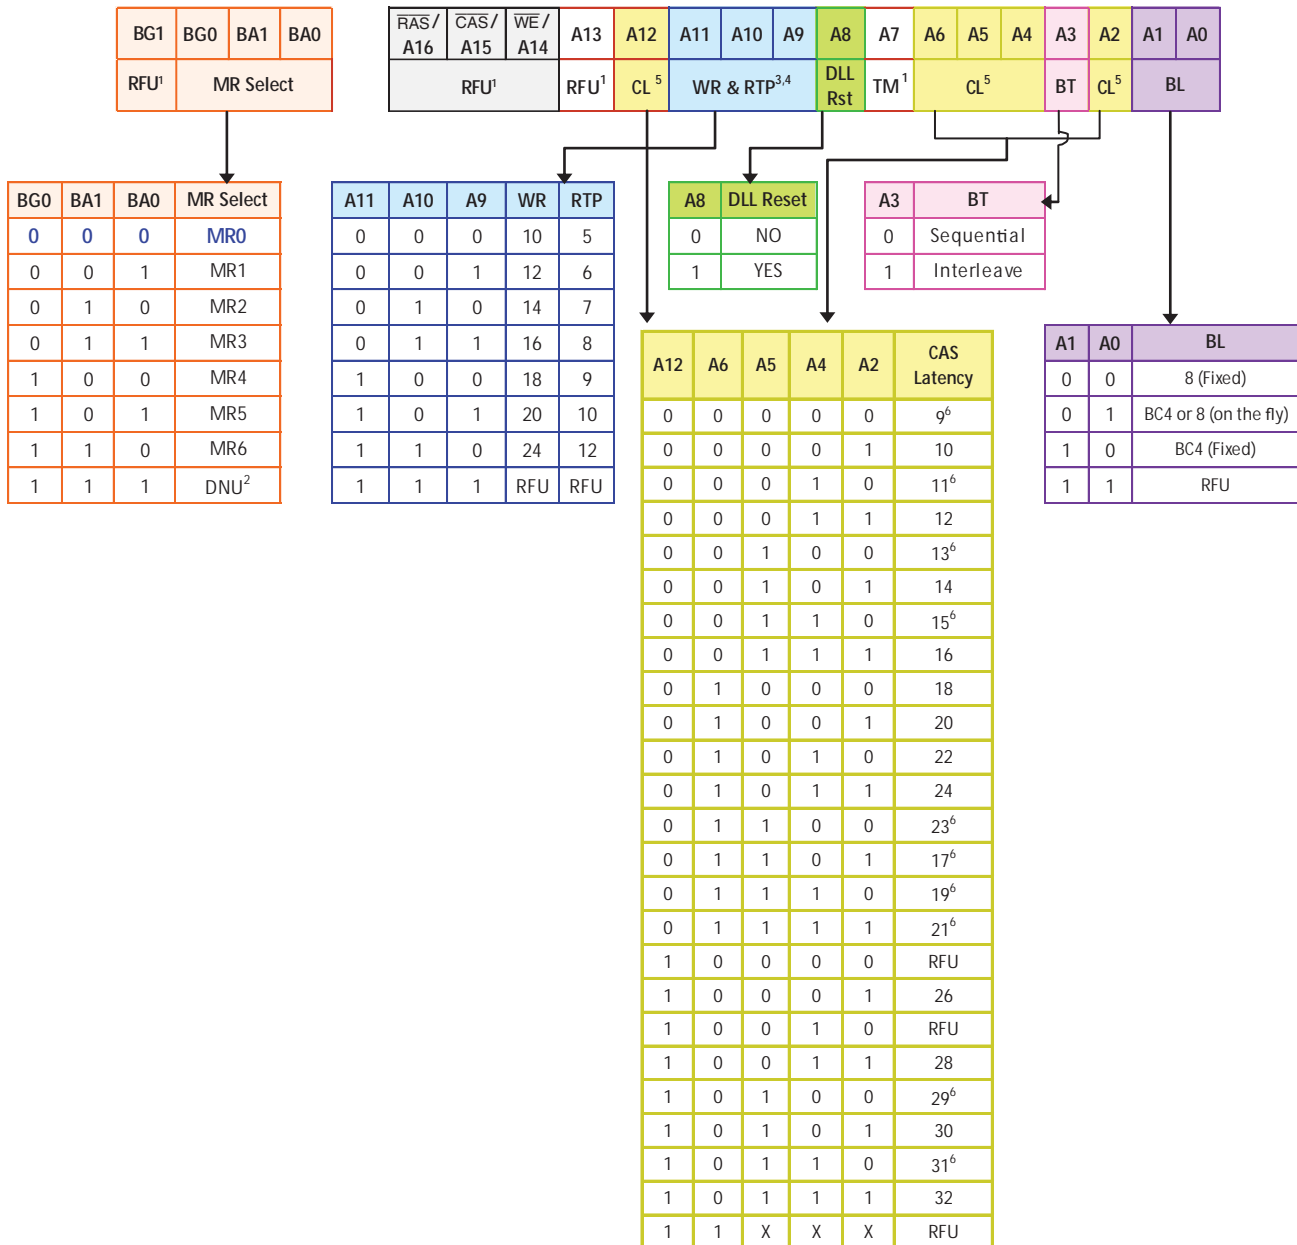 BG1 BG0 BA1 BA0
RFU¹ MR Select
RAS/A16 CAS/A15 WE/A14 A13 A12 A11 A10 A9 A8 A7 A6 A5 A4 A3 A2 A1 A0
RFU¹ RFU¹ CL⁵ WR & RTP³,⁴ DLL Rst TM¹ CL⁵ BT CL⁵ BL
BG0 BA1 BA0 MR Select
0 0 0 MR0
0 0 1 MR1
0 1 0 MR2
0 1 1 MR3
1 0 0 MR4
1 0 1 MR5
1 1 0 MR6
1 1 1 DNU²
A11 A10 A9 WR RTP
0 0 0 10 5
0 0 1 12 6
0 1 0 14 7
0 1 1 16 8
1 0 0 18 9
1 0 1 20 10
1 1 0 24 12
1 1 1 RFU RFU
A8 DLL Reset
0 NO
1 YES
A3 BT
0 Sequential
1 Interleave
A12 A6 A5 A4 A2 CAS Latency
0 0 0 0 0 9⁶
0 0 0 0 1 10
0 0 0 1 0 11⁶
0 0 0 1 1 12
0 0 1 0 0 13⁶
0 0 1 0 1 14
0 0 1 1 0 15⁶
0 0 1 1 1 16
0 1 0 0 0 18
0 1 0 0 1 20
0 1 0 1 0 22
0 1 0 1 1 24
0 1 1 0 0 23⁶
0 1 1 0 1 17⁶
0 1 1 1 0 19⁶
0 1 1 1 1 21⁶
1 0 0 0 0 RFU
1 0 0 0 1 26
1 0 0 1 0 RFU
1 0 0 1 1 28
1 0 1 0 0 29⁶
1 0 1 0 1 30
1 0 1 1 0 31⁶
1 0 1 1 1 32
1 1 X X X RFU
A1 A0 BL
0 0 8 (Fixed)
0 1 BC4 or 8 (on the fly)
1 0 BC4 (Fixed)
1 1 RFU